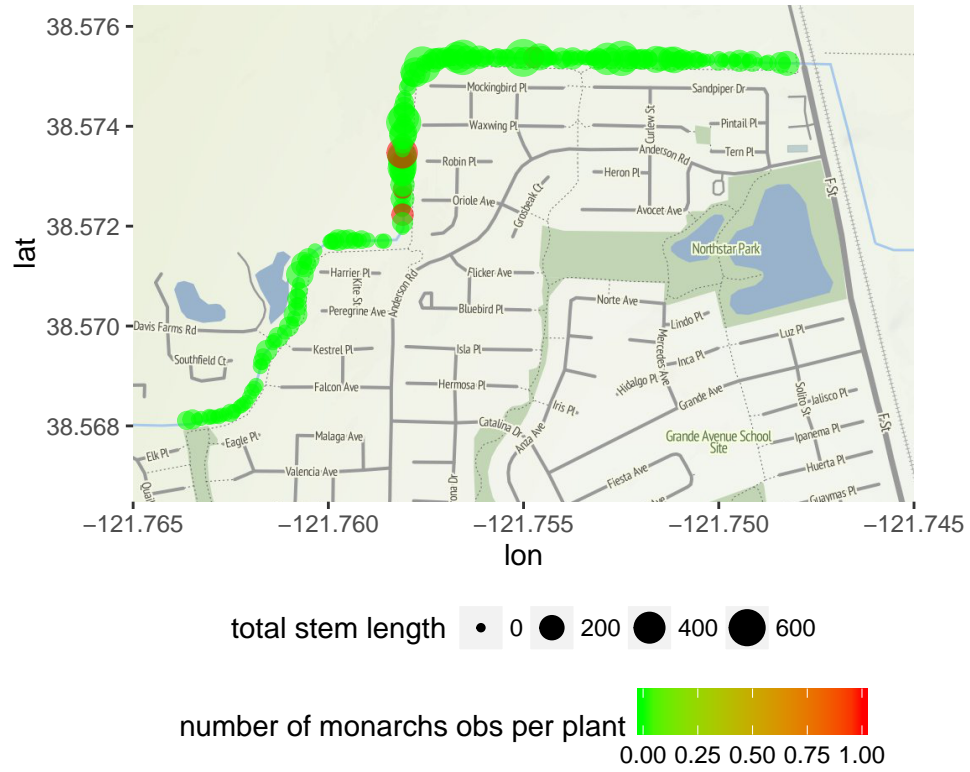 38.576
38.574
38.572
38.570
38.568
lat
Mockingbird Pl
Sandpiper Dr
Waxwing Pl
Curlew St
Pintail Pl
Robin Pl
Anderson Rd
Tern Pl
Heron Pl
F St
Oriole Ave
Grosbeak Ct
Avocet Ave
Northstar Park
Harrier Pl
Kite St
Anderson Rd
Flicker Ave
Peregrine Ave
Bluebird Pl
Norte Ave
Davis Farms Rd
Lindo Pl
Luz Pl
Southfield Ct
Kestrel Pl
Isla Pl
Mercedes Ave
Inca Pl
Falcon Ave
Hermosa Pl
Hidalgo Pl
Grande Ave
Solito St
Jalisco Pl
Iris Pl
Catalina Dr
Anza Ave
F St
Elk Pl
Eagle Pl
Malaga Ave
Grande Avenue School
Site
Ipanema Pl
Valencia Ave
Fiesta Ave
Huerta Pl
Quai
ona Dr
Ave
Guaymas Pl
−121.765 −121.760 −121.755 −121.750 −121.745
lon
total stem length 0 200 400 600
number of monarchs obs per plant
0.00 0.25 0.50 0.75 1.00